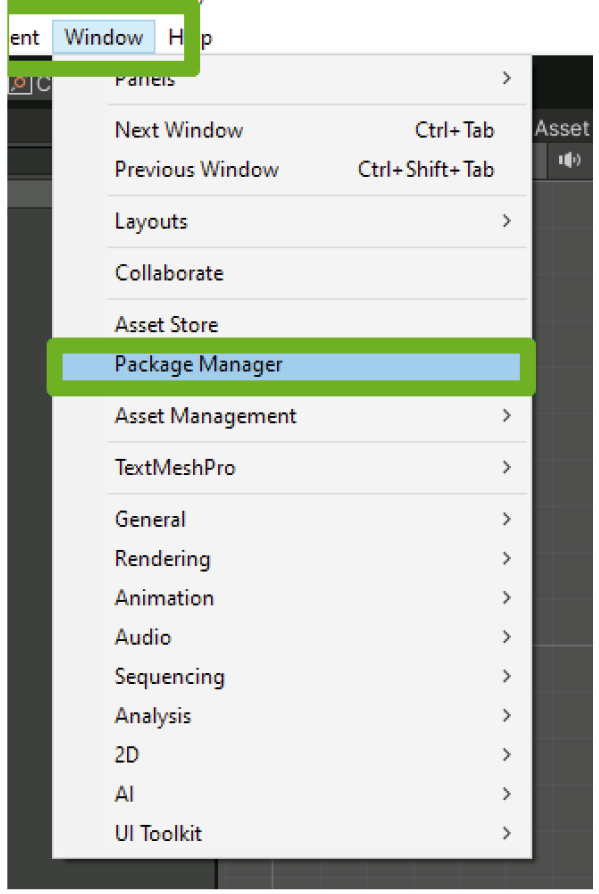 ent Window H p
C
Panels
Next Window Ctrl+Tab
Asset
Previous Window Ctrl+Shift+Tab
Layouts
Collaborate
Asset Store
Package Manager
Asset Management
TextMeshPro
General
Rendering
Animation
Audio
Sequencing
Analysis
2D
AI
UI Toolkit